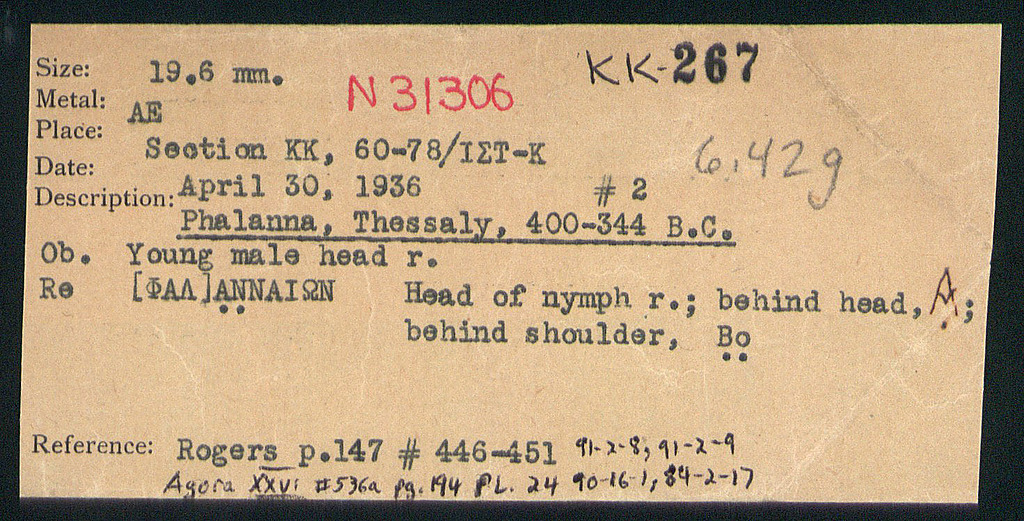 KK-267
Size: 19.6 mm.
N 31306
Metal: AE
Place: Section KK, 60-78/ΙΣΤ-Κ
6.42g
Date: April 30, 1936 # 2
Description: Phalanna, Thessaly, 400-344 B.C.
Ob. Young male head r.
Re [ΦΑΛ]ΑΝΝΑΙΩΝ Head of nymph r.; behind head, A;
behind shoulder, Bo
Reference: Rogers p.147 # 446-451 91-2-8, 91-2-9
Agora XXVI #536a pg. 194 PL. 24 90-16-1, 84-2-17